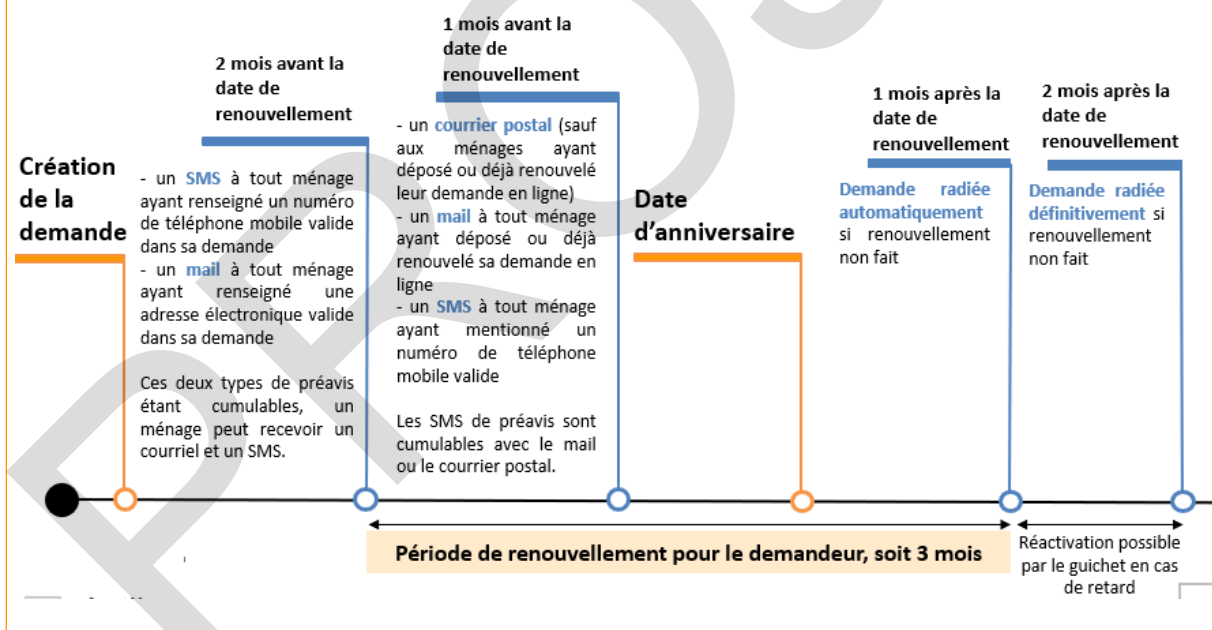 Création
de la
demande
2 mois avant la
date de
renouvellement
- un SMS à tout ménage
ayant renseigné un numéro
de téléphone mobile valide
dans sa demande
- un mail à tout ménage
ayant renseigné une
adresse électronique valide
dans sa demande
Ces deux types de préavis
étant cumulables, un
ménage peut recevoir un
courriel et un SMS.
1 mois avant la
date de
renouvellement
- un courrier postal (sauf
aux ménages ayant
déposé ou déjà renouvelé
leur demande en ligne)
- un mail à tout ménage
ayant déposé ou déjà
renouvelé sa demande en
ligne
- un SMS à tout ménage
ayant mentionné un
numéro de téléphone
mobile valide
Les SMS de préavis sont
cumulables avec le mail
ou le courrier postal.
Date
d'anniversaire
1 mois après la
date de
renouvellement
Demande radiée
automatiquement
si renouvellement
non fait
2 mois après la
date de
renouvellement
Demande radiée
définitivement si
renouvellement
non fait
Période de renouvellement pour le demandeur, soit 3 mois
Réactivation possible
par le guichet en cas
de retard